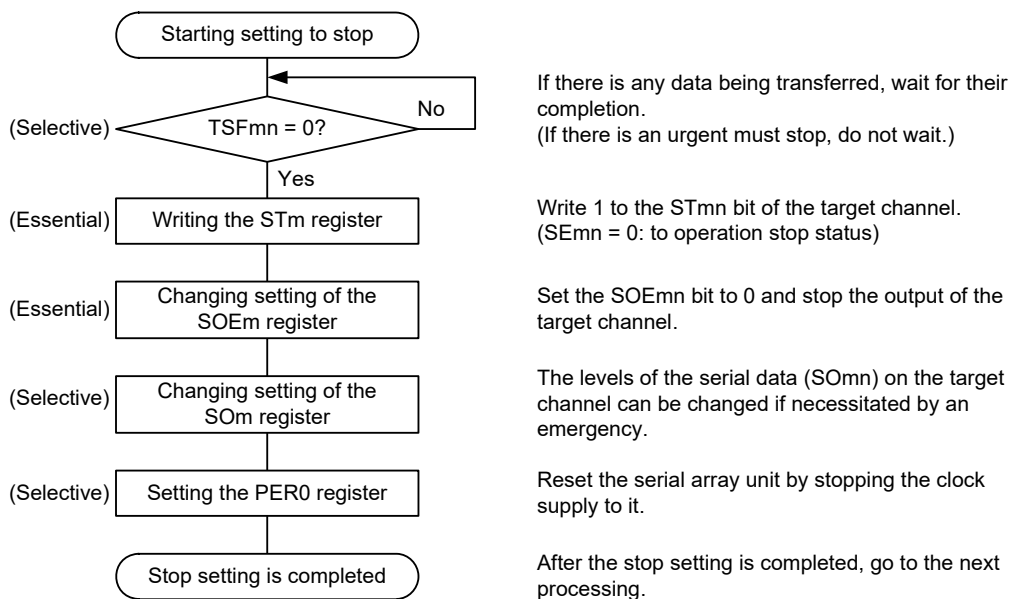 Starting setting to stop
No
If there is any data being transferred, wait for their
completion.
(If there is an urgent must stop, do not wait.)
(Selective)
TSFmn = 0?
Yes
(Essential)
Writing the STm register
Write 1 to the STmn bit of the target channel.
(SEmn = 0: to operation stop status)
(Essential)
Changing setting of the
SOEm register
Set the SOEmn bit to 0 and stop the output of the
target channel.
(Selective)
Changing setting of the
SOm register
The levels of the serial data (SOmn) on the target
channel can be changed if necessitated by an
emergency.
(Selective)
Setting the PER0 register
Reset the serial array unit by stopping the clock
supply to it.
Stop setting is completed
After the stop setting is completed, go to the next
processing.